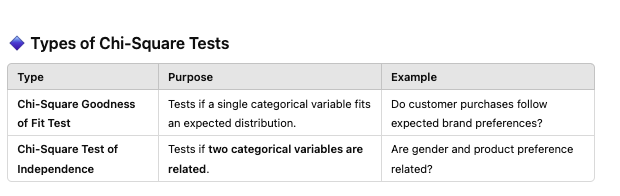 Types of Chi-Square Tests
Type Purpose Example
Chi-Square Goodness Tests if a single categorical variable fits Do customer purchases follow
of Fit Test an expected distribution. expected brand preferences?
Chi-Square Test of Tests if two categorical variables are Are gender and product preference
Independence related. related?